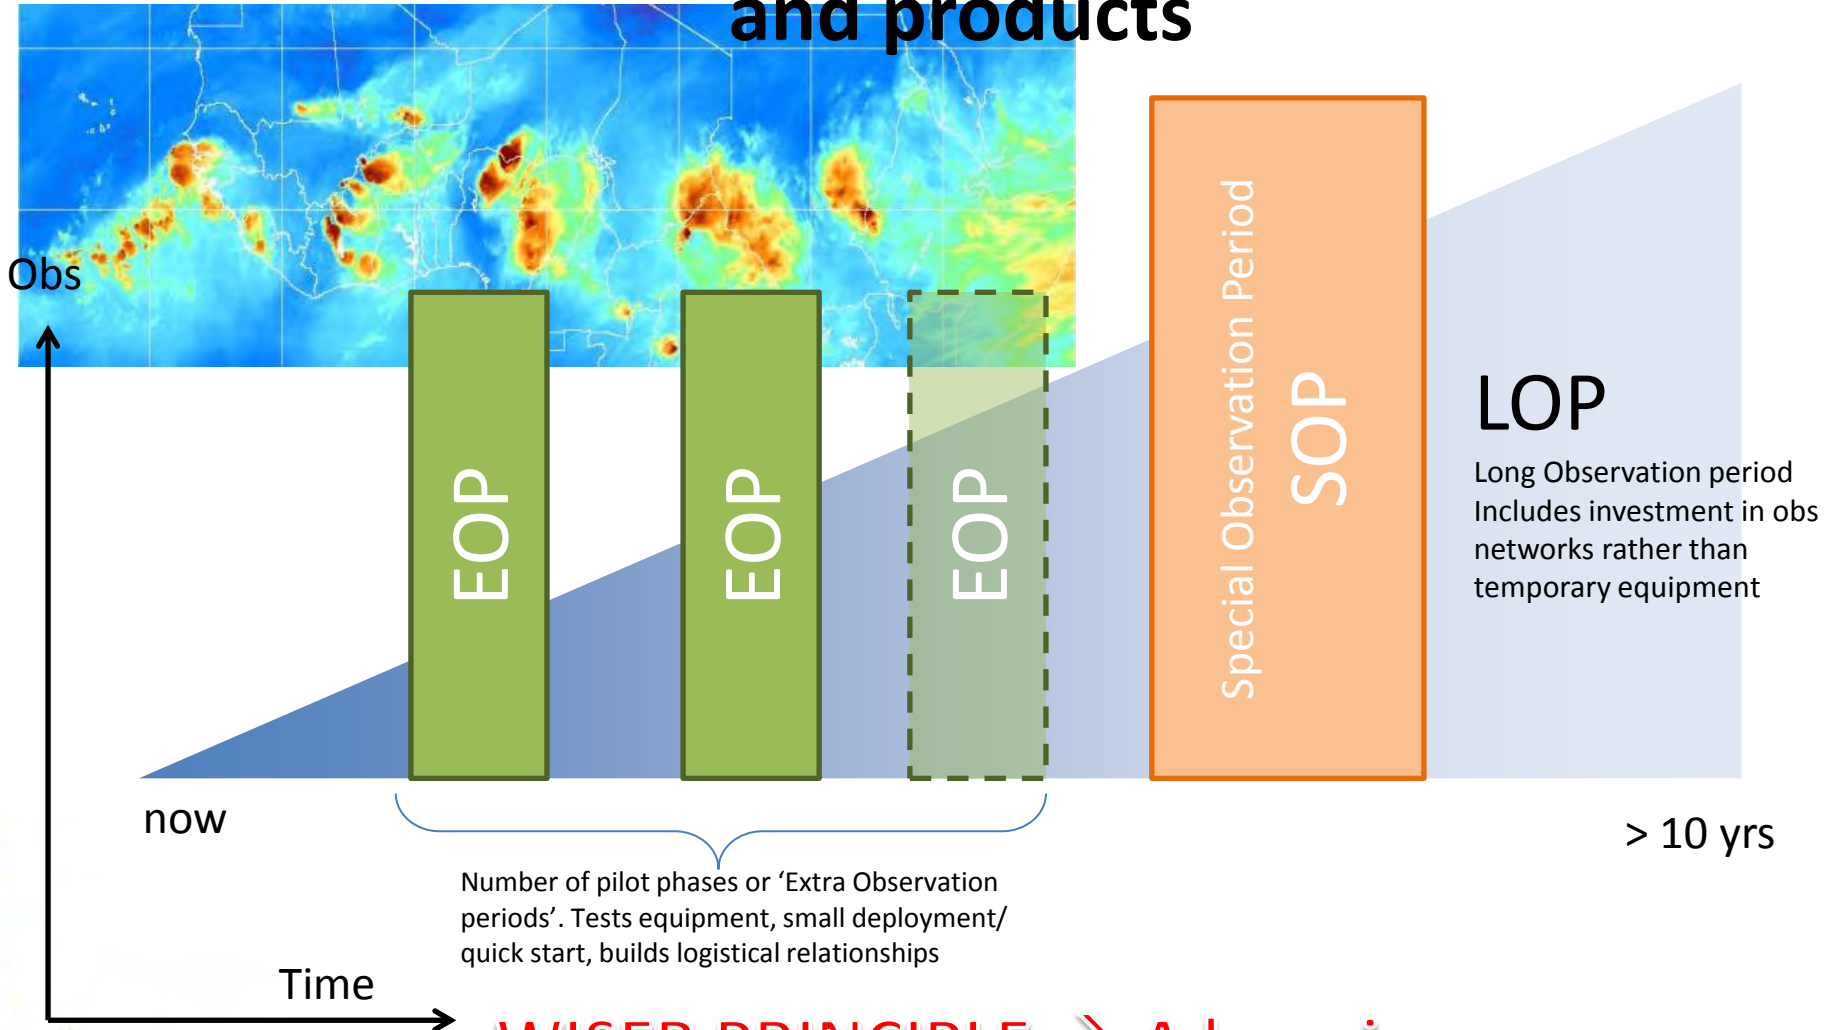 and products
Obs
EOP
EOP
EOP
Special Observation Period
SOP
LOP
Long Observation period
Includes investment in obs
networks rather than
temporary equipment
now
> 10 yrs
Number of pilot phases or ‘Extra Observation
periods’. Tests equipment, small deployment/
quick start, builds logistical relationships
Time
WISER PRINCIPLE →